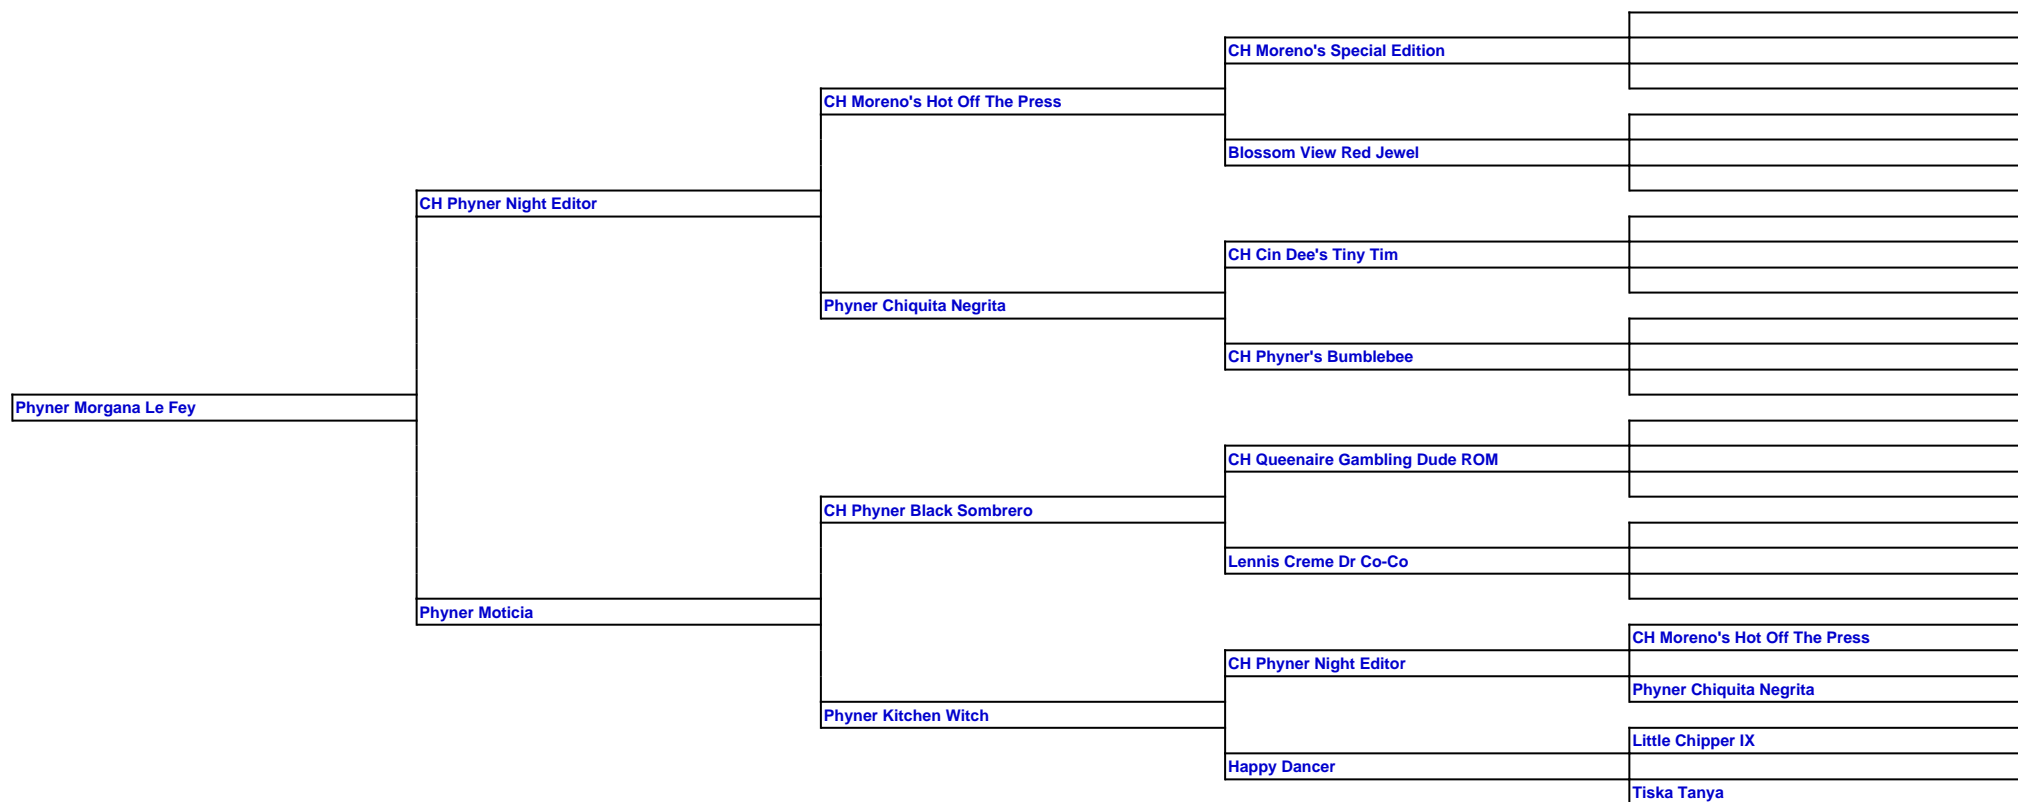 CH Moreno's Special Edition
CH Moreno's Hot Off The Press
Blossom View Red Jewel
CH Phyner Night Editor
CH Cin Dee's Tiny Tim
Phyner Chiquita Negrita
CH Phyner's Bumblebee
Phyner Morgana Le Fey
CH Queenaire Gambling Dude ROM
CH Phyner Black Sombrero
Lennis Creme Dr Co-Co
Phyner Moticia
CH Moreno's Hot Off The Press
CH Phyner Night Editor
Phyner Chiquita Negrita
Phyner Kitchen Witch
Little Chipper IX
Happy Dancer
Tiska Tanya